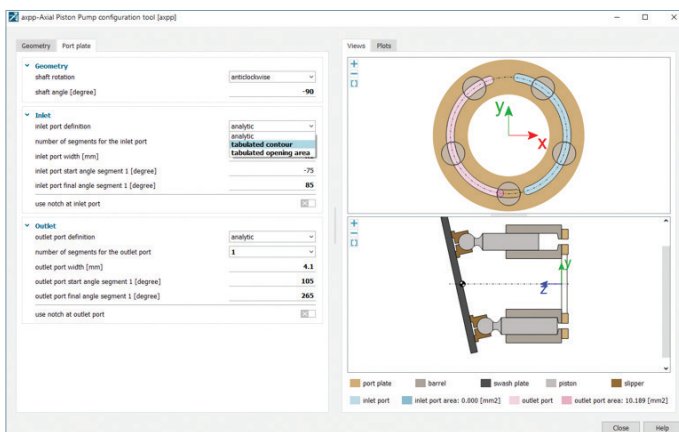 axpp-Axial Piston Pump configuration tool [axpp]
Geometry Port plate
Geometry
shaft rotation anticlockwise
shaft angle [degree] -90
Inlet
inlet port definition analytic
analytic
number of segments for the inlet port tabulated contour
tabulated opening area
inlet port width [mm]
inlet port start angle segment 1 [degree] -75
inlet port final angle segment 1 [degree] 85
use notch at inlet port
Outlet
outlet port definition analytic
number of segments for the outlet port 1
outlet port width [mm] 4.1
outlet port start angle segment 1 [degree] 105
outlet port final angle segment 1 [degree] 265
use notch at outlet port
Views Plots
y
x
y
z
port plate barrel swash plate piston slipper
inlet port inlet port area: 0.000 [mm2] outlet port outlet port area: 10.189 [mm2]
Close Help